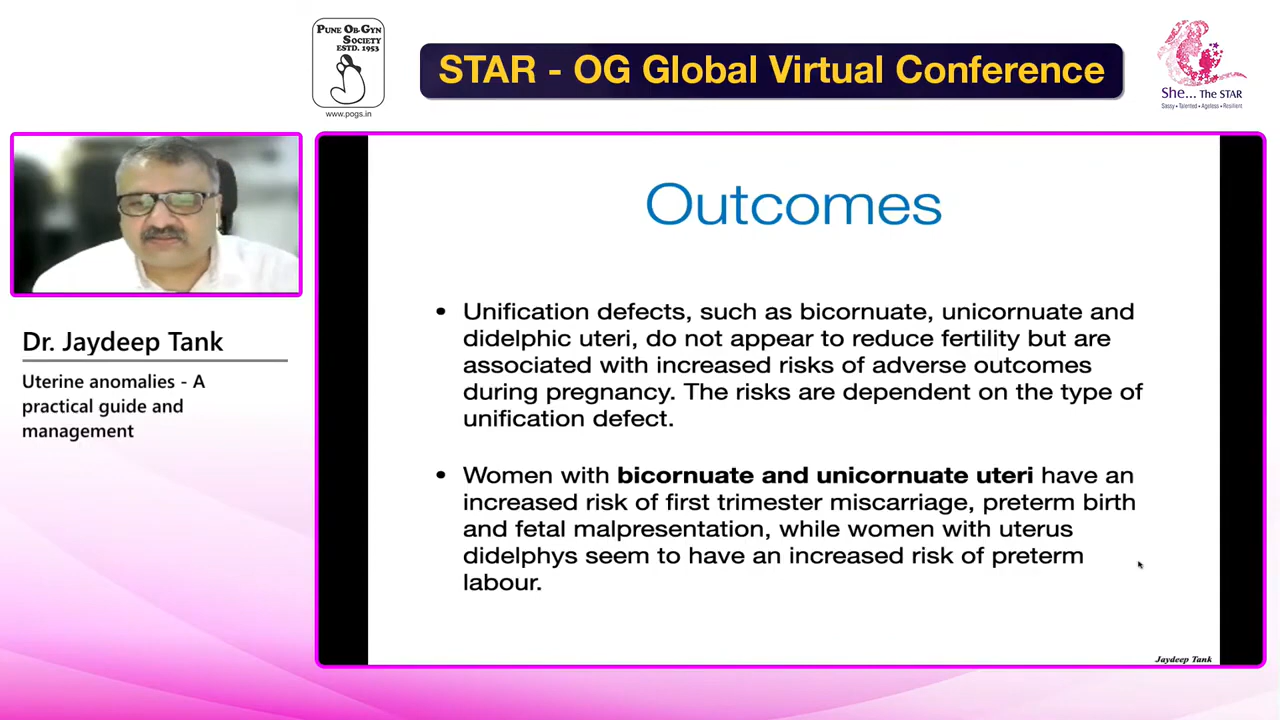 PUNE OB-GYN
SOCIETY
ESTD. 1953
www.pogs.in
STAR - OG Global Virtual Conference
She... The STAR
Sassy • Talented • Ageless • Resilient
Dr. Jaydeep Tank
Uterine anomalies - A
practical guide and
management
Outcomes
• Unification defects, such as bicornuate, unicornuate and
didelphic uteri, do not appear to reduce fertility but are
associated with increased risks of adverse outcomes
during pregnancy. The risks are dependent on the type of
unification defect.
• Women with bicornuate and unicornuate uteri have an
increased risk of first trimester miscarriage, preterm birth
and fetal malpresentation, while women with uterus
didelphys seem to have an increased risk of preterm
labour.
Jaydeep Tank